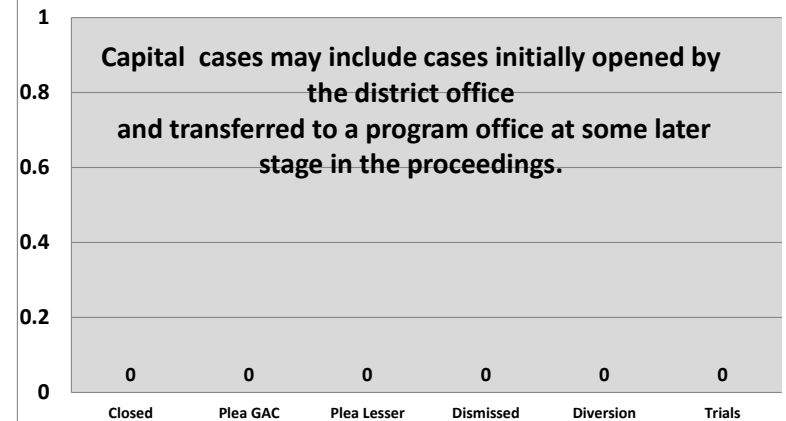 1
Capital cases may include cases initially opened by
the district office
0.8
and transferred to a program office at some later
stage in the proceedings.
0.6
0.4
0.2
0 0 0 0 0 0
0
Closed Plea GAC Plea Lesser Dismissed Diversion Trials